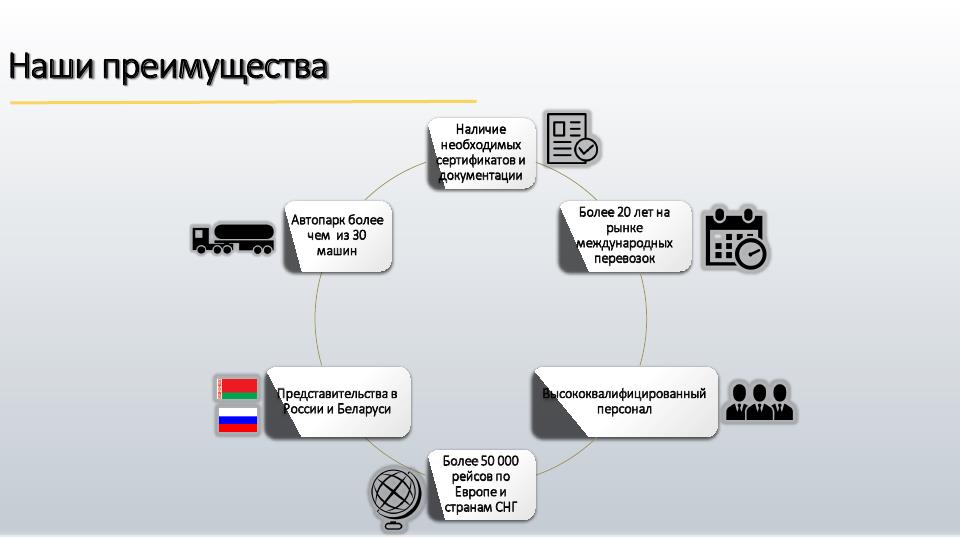 Наши преимущества
Наличие
необходимых
сертификатов и
документации
Более 20 лет на
рынке
международных
перевозок
Высококвалифицированный
персонал
Более 50 000
рейсов по
Европе и
странам СНГ
Представительства в
России и Беларуси
Автопарк более
чем из 30
машин